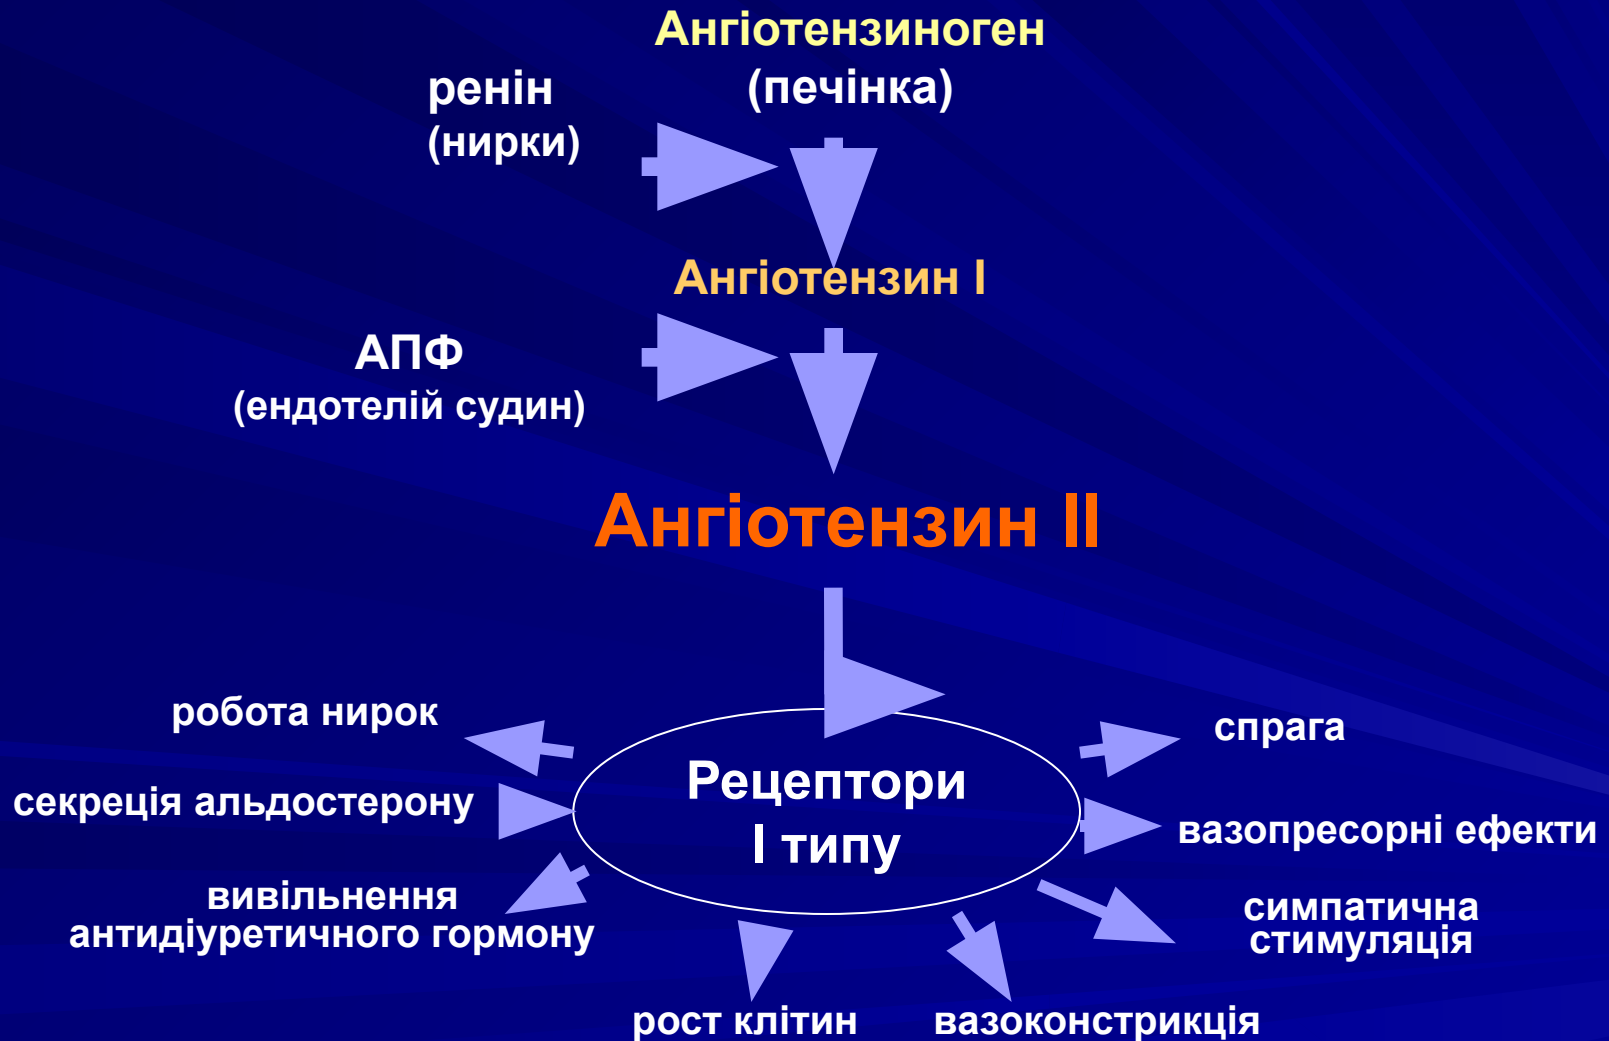 Ангіотензиноген
(печінка)
ренін
(нирки)
Ангіотензин I
АПФ
(ендотелій судин)
Ангіотензин II
робота нирок
спрага
Рецептори
I типу
секреція альдостерону
вазопресорні ефекти
вивільнення
антидіуретичного гормону
симпатична
стимуляція
рост клітин
вазоконстрикція